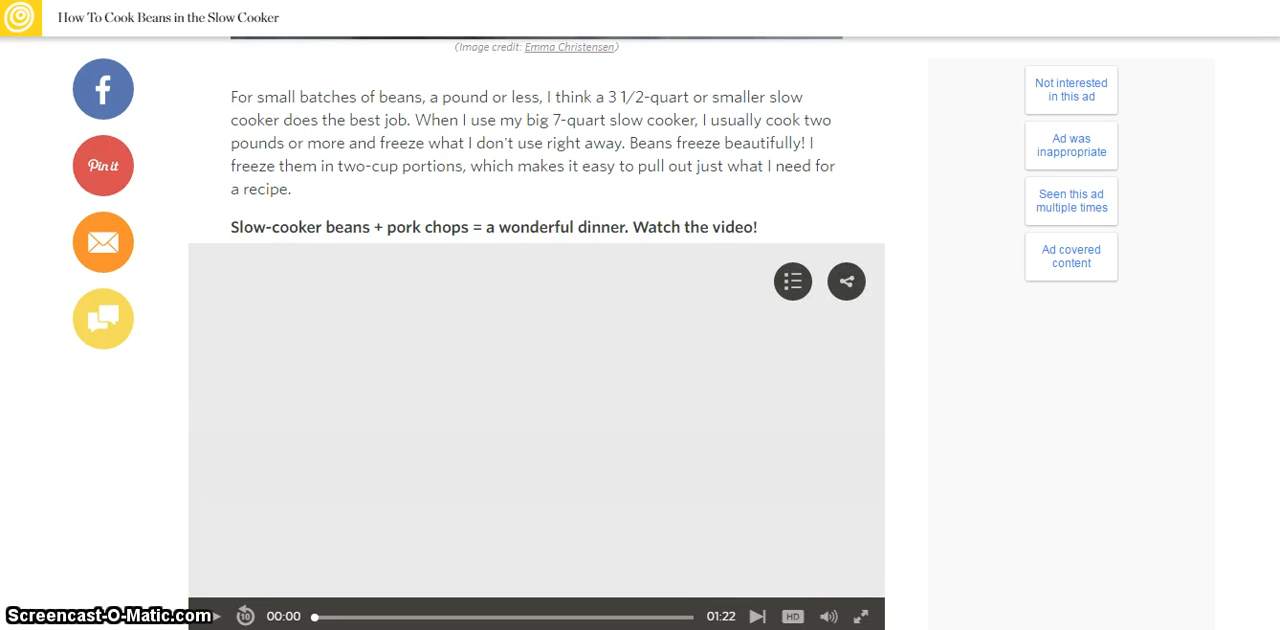 How To Cook Beans in the Slow Cooker
(Image credit: Emma Christensen)
For small batches of beans, a pound or less, I think a 3 1/2-quart or smaller slow
cooker does the best job. When I use my big 7-quart slow cooker, I usually cook two
pounds or more and freeze what I don't use right away. Beans freeze beautifully! I
freeze them in two-cup portions, which makes it easy to pull out just what I need for
a recipe.
Slow-cooker beans + pork chops = a wonderful dinner. Watch the video!
Pin it
Not interested
in this ad
Ad was
inappropriate
Seen this ad
multiple times
Ad covered
content
10
00:00
01:22
HD
Screencast-O-Matic.com